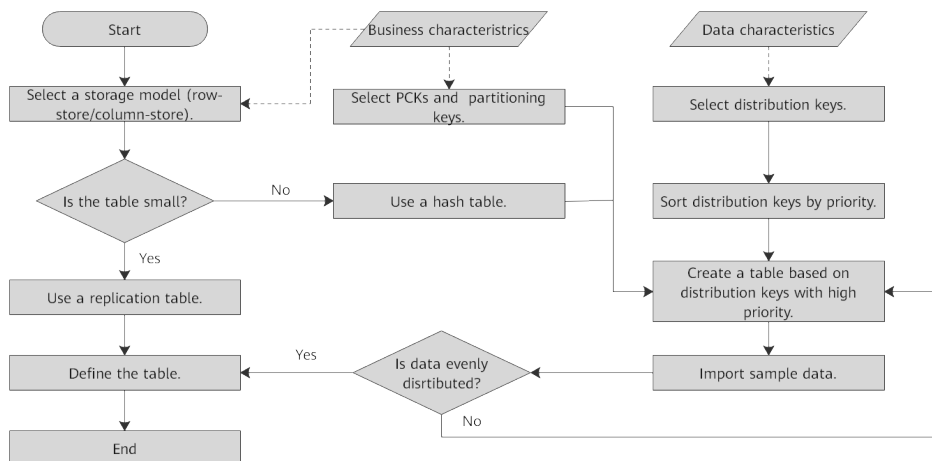 Start
Business characteristrics
Data characteristics
Select a storage model (row-
store/column-store).
Select PCKs and partitioning
keys.
Select distribution keys.
Is the table small?
No
Use a hash table.
Sort distribution keys by priority.
Yes
Use a replication table.
Create a table based on
distribution keys with high
priority.
Define the table.
Yes
Is data evenly
disrtibuted?
Import sample data.
No
End